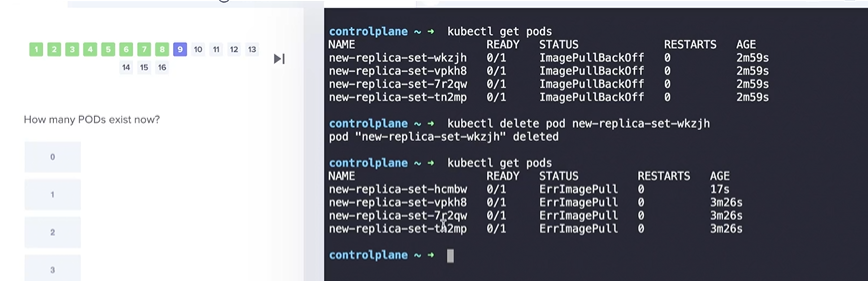 1 2 3 4 5 6 7 8 9 10 11 12 13
14 15 16
How many PODs exist now?
0
1
2
3
controlplane ~ → kubectl get pods
NAME READY STATUS RESTARTS AGE
new-replica-set-wkzjh 0/1 ImagePullBackOff 0 2m59s
new-replica-set-vpkh8 0/1 ImagePullBackOff 0 2m59s
new-replica-set-7r2qw 0/1 ImagePullBackOff 0 2m59s
new-replica-set-tn2mp 0/1 ImagePullBackOff 0 2m59s
controlplane ~ → kubectl delete pod new-replica-set-wkzjh
pod "new-replica-set-wkzjh" deleted
controlplane ~ → kubectl get pods
NAME READY STATUS RESTARTS AGE
new-replica-set-hcmbw 0/1 ErrImagePull 0 17s
new-replica-set-vpkh8 0/1 ErrImagePull 0 3m26s
new-replica-set-7r2qw 0/1 ErrImagePull 0 3m26s
new-replica-set-tn2mp 0/1 ErrImagePull 0 3m26s
controlplane ~ →